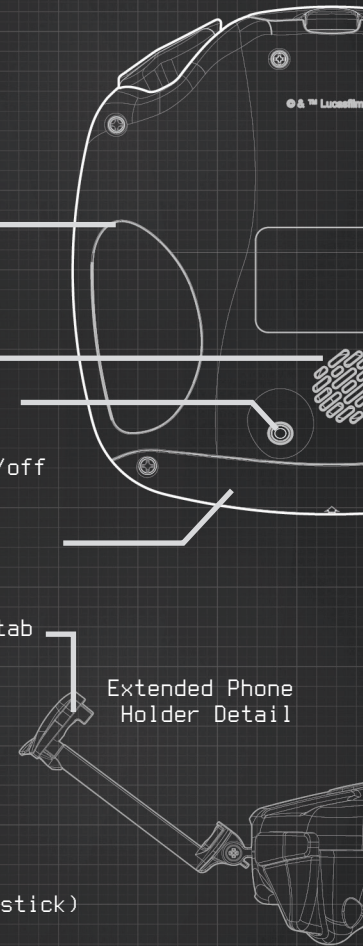 © & ™ Lucasfilm
/off
tab
Extended Phone
Holder Detail
stick)